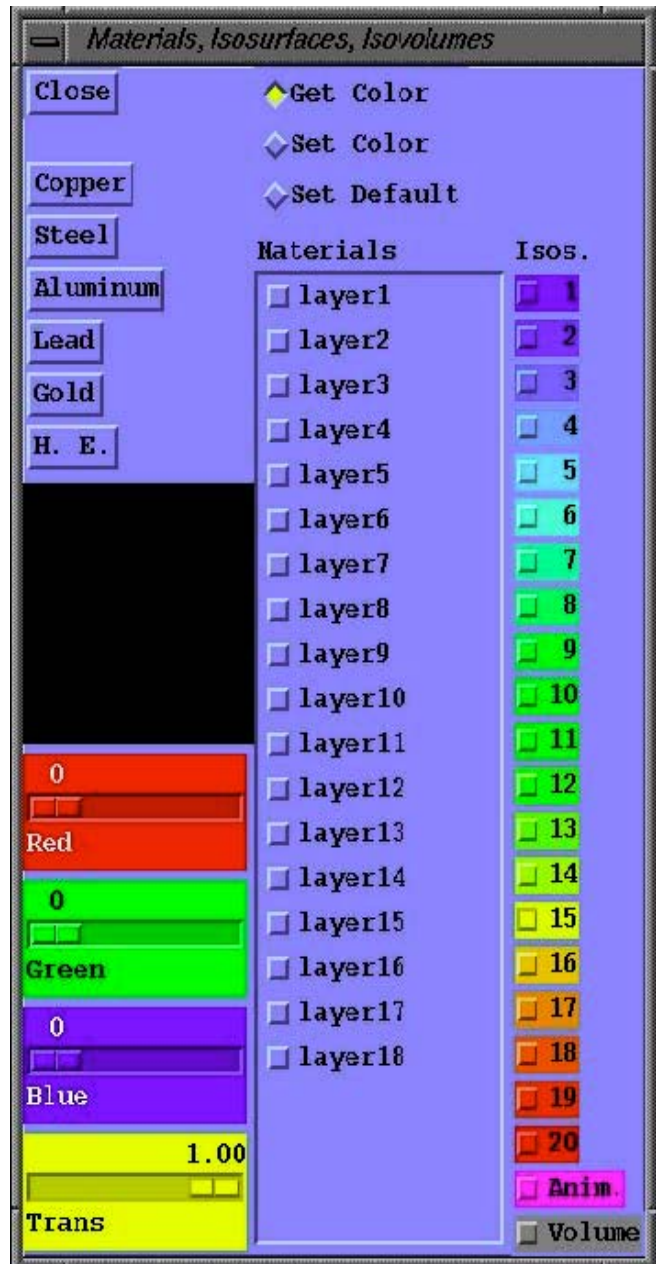 Materials, Isosurfaces, Isovolumes
Close
Get Color
Set Color
Set Default
Copper
Steel
Aluminum
Lead
Gold
H. E.
0
Red
0
Green
0
Blue
1.00
Trans
Materials
layer1
layer2
layer3
layer4
layer5
layer6
layer7
layer8
layer9
layer10
layer11
layer12
layer13
layer14
layer15
layer16
layer17
layer18
Isos.
1
2
3
4
5
6
7
8
9
10
11
12
13
14
15
16
17
18
19
20
Anim.
Volume